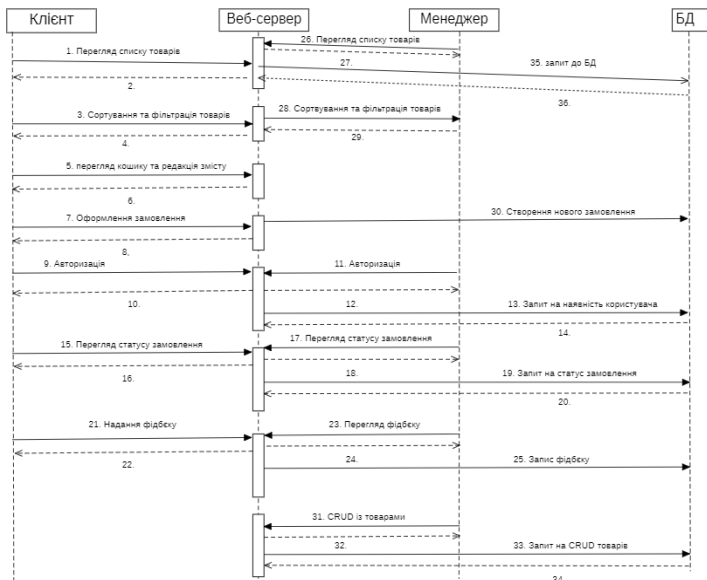 Клієнт Веб-сервер Менеджер БД
26. Перегляд списку товарів
1. Перегляд списку товарів
27. 35. запит до БД
2.
36.
28. Сортвування та фільтрація товарів
3. Сортування та фільтрація товарів
29.
4.
5. перегляд кошику та редакція змісту
6.
30. Створення нового замовлення
7. Оформлення замовлення
8,
9. Авторизація 11. Авторизація
10. 12. 13. Запит на наявність користувача
14.
15. Перегляд статусу замовлення 17. Перегляд статусу замовлення
16. 18. 19. Запит на статус замовлення
20.
21. Надання фідбєку 23. Перегляд фідбєку
22. 24. 25. Запис фідбєку
31. CRUD із товарами
32. 33. Запит на CRUD товарів
34.